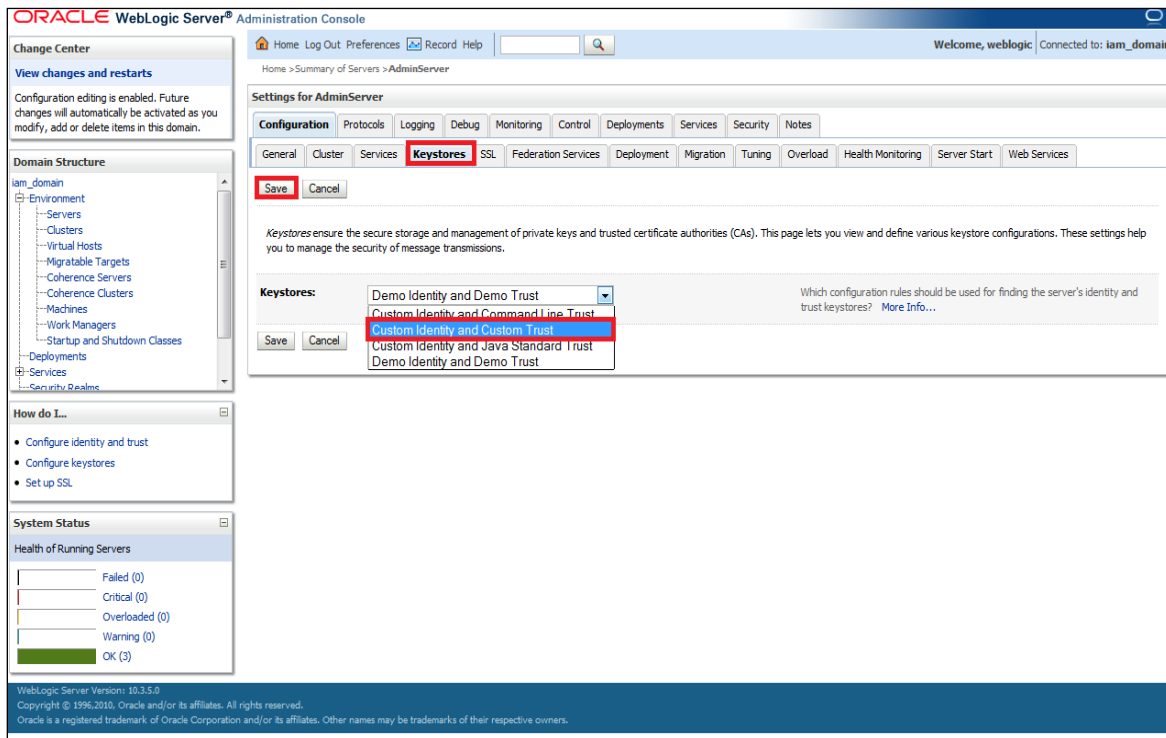 ORACLE WebLogic Server® Administration Console
Change Center
View changes and restarts
Configuration editing is enabled. Future
changes will automatically be activated as you
modify, add or delete items in this domain.
Domain Structure
iam_domain
Environment
Servers
Clusters
Virtual Hosts
Migratable Targets
Coherence Servers
Coherence Clusters
Machines
Work Managers
Startup and Shutdown Classes
Deployments
Services
Security Realms
How do I...
Configure identity and trust
Configure keystores
Set up SSL
System Status
Health of Running Servers
Failed (0)
Critical (0)
Overloaded (0)
Warning (0)
OK (3)
Home Log Out Preferences Record Help
Welcome, weblogic Connected to: iam_domain
Home >Summary of Servers >AdminServer
Settings for AdminServer
Configuration Protocols Logging Debug Monitoring Control Deployments Services Security Notes
General Cluster Services Keystores SSL Federation Services Deployment Migration Tuning Overload Health Monitoring Server Start Web Services
Save Cancel
Keystores ensure the secure storage and management of private keys and trusted certificate authorities (CAs). This page lets you view and define various keystore configurations. These settings help
you to manage the security of message transmissions.
Keystores:
Demo Identity and Demo Trust
Custom Identity and Command Line Trust
Custom Identity and Custom Trust
Custom Identity and Java Standard Trust
Demo Identity and Demo Trust
Which configuration rules should be used for finding the server's identity and
trust keystores? More Info...
Save Cancel
WebLogic Server Version: 10.3.5.0
Copyright © 1996,2010, Oracle and/or its affiliates. All rights reserved.
Oracle is a registered trademark of Oracle Corporation and/or its affiliates. Other names may be trademarks of their respective owners.